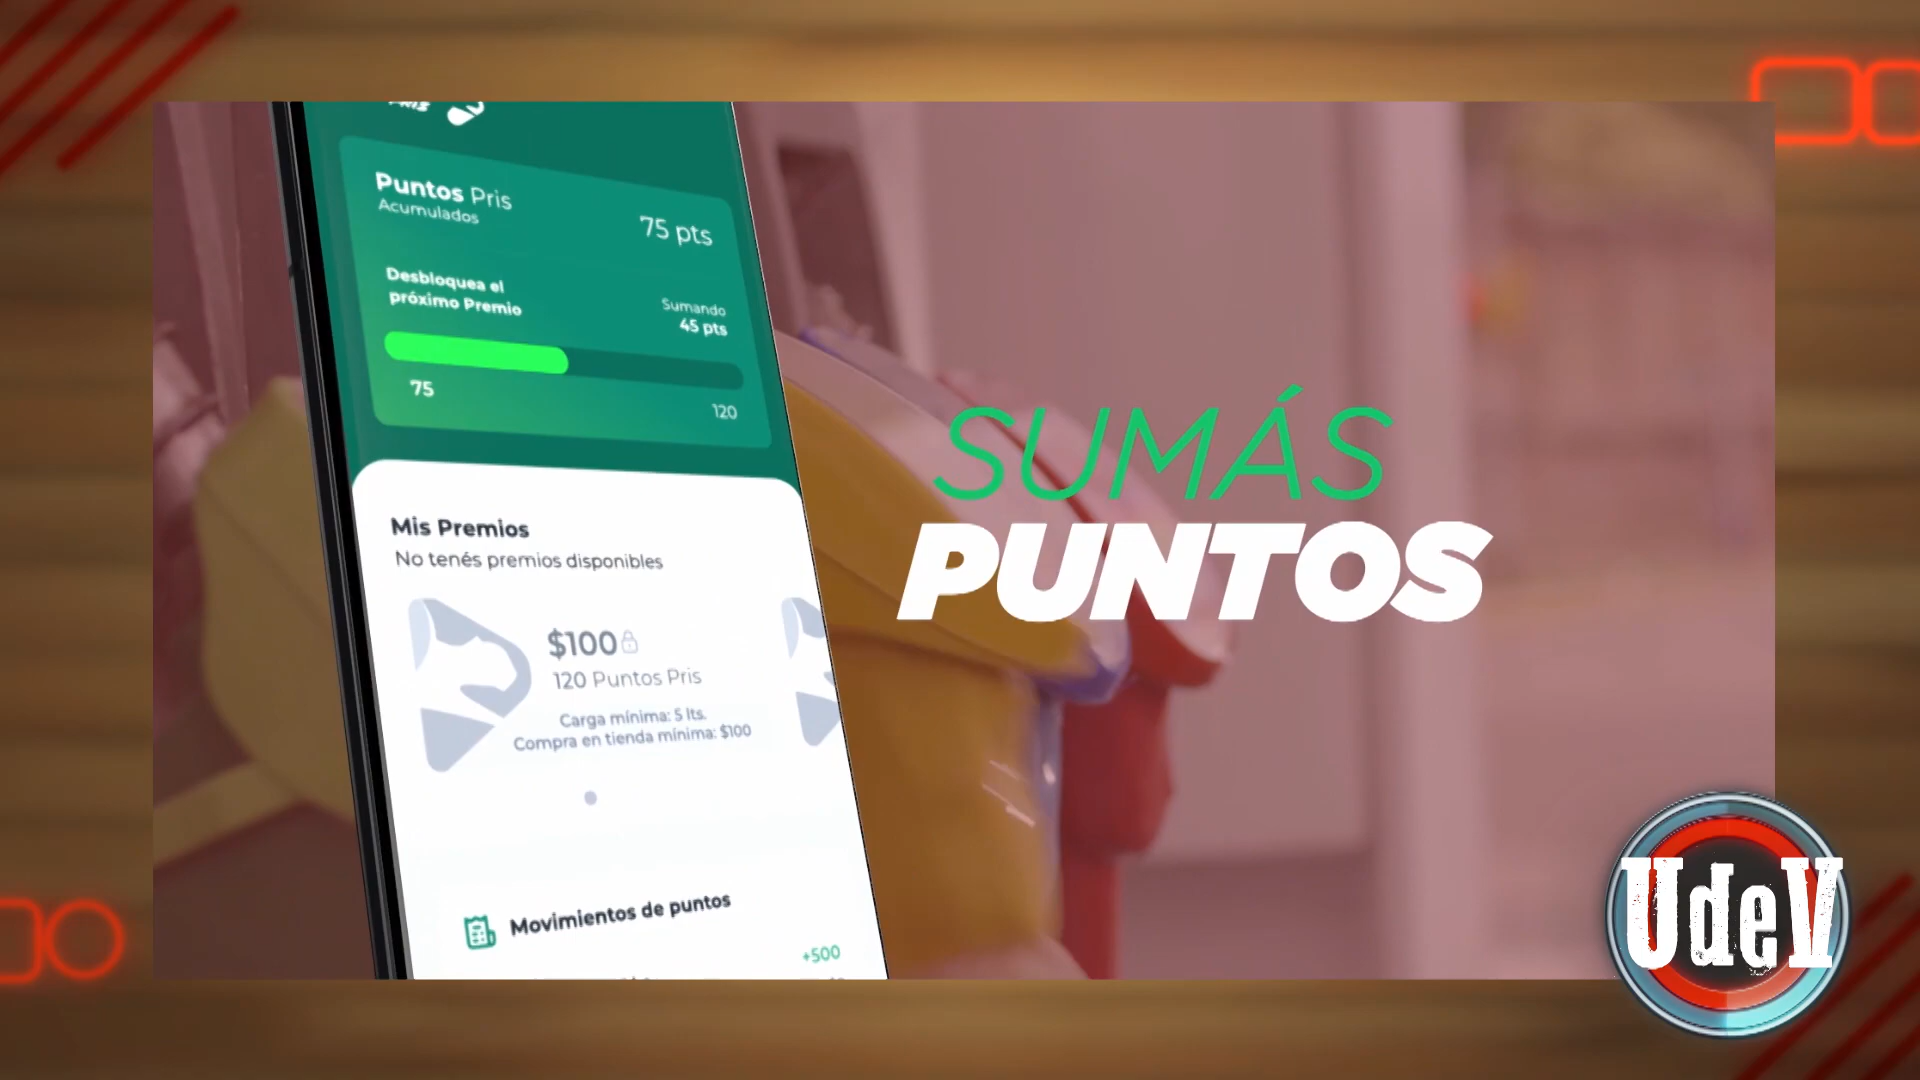 Puntos Pris
Acumulados
75 pts
Desbloquea el
próximo Premio
Sumando
45 pts
75
120
Mis Premios
No tenés premios disponibles
$100
120 Puntos Pris
Carga mínima: 5 lts.
Compra en tienda mínima: $100
Movimientos de puntos
+500
SUMÁS
PUNTOS
UdeV